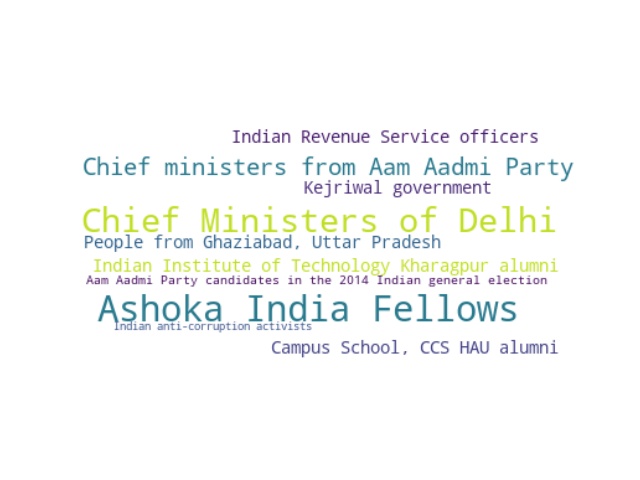 Indian Revenue Service officers
Chief ministers from Aam Aadmi Party
Kejriwal government
Chief Ministers of Delhi
People from Ghaziabad, Uttar Pradesh
Indian Institute of Technology Kharagpur alumni
Aam Aadmi Party candidates in the 2014 Indian general election
Ashoka India Fellows
Indian anti-corruption activists
Campus School, CCS HAU alumni